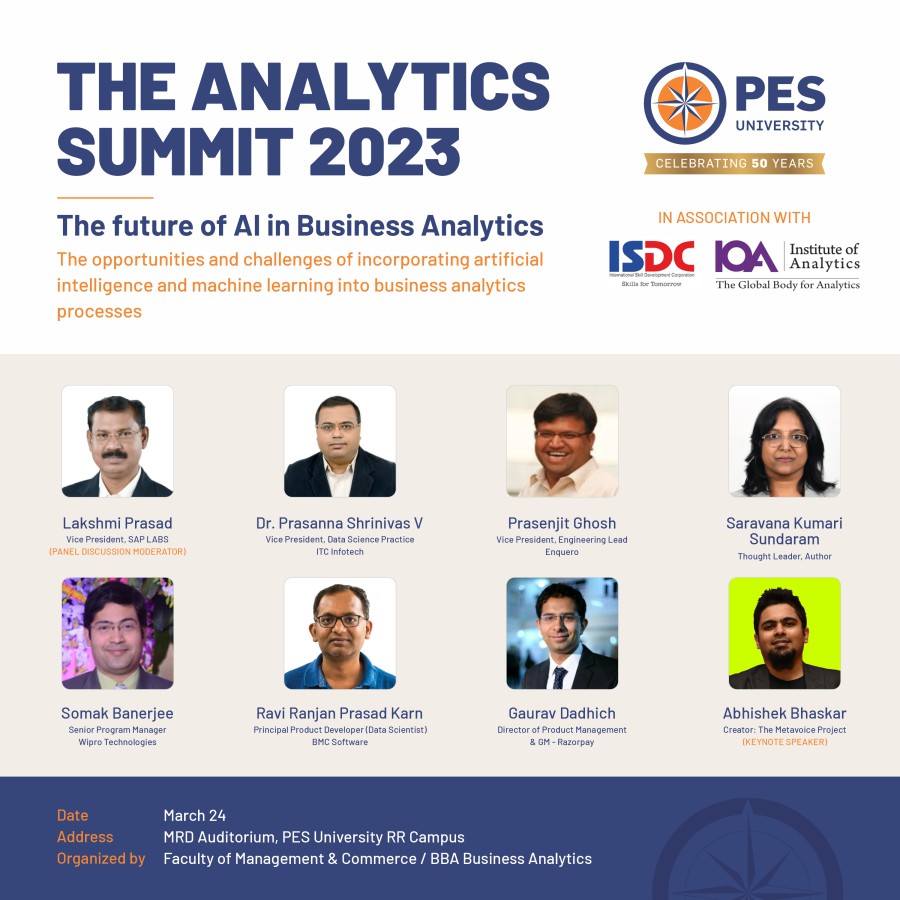 THE ANALYTICS
SUMMIT 2023
The future of AI in Business Analytics
The opportunities and challenges of incorporating artificial
intelligence and machine learning into business analytics
processes
PES
UNIVERSITY
CELEBRATING 50 YEARS
IN ASSOCIATION WITH
ISDC
International Skill Development Corporation
Skills for Tomorrow
IOA
Institute of
Analytics
The Global Body for Analytics
Lakshmi Prasad
Vice President, SAP LABS
(PANEL DISCUSSION MODERATOR)
Dr. Prasanna Shrinivas V
Vice President, Data Science Practice
ITC Infotech
Prasenjit Ghosh
Vice President, Engineering Lead
Enquero
Saravana Kumari
Sundaram
Thought Leader, Author
Somak Banerjee
Senior Program Manager
Wipro Technologies
Ravi Ranjan Prasad Karn
Principal Product Developer (Data Scientist)
BMC Software
Gaurav Dadhich
Director of Product Management
& GM - Razorpay
Abhishek Bhaskar
Creator: The Metavoice Project
(KEYNOTE SPEAKER)
Date March 24
Address MRD Auditorium, PES University RR Campus
Organized by Faculty of Management & Commerce / BBA Business Analytics